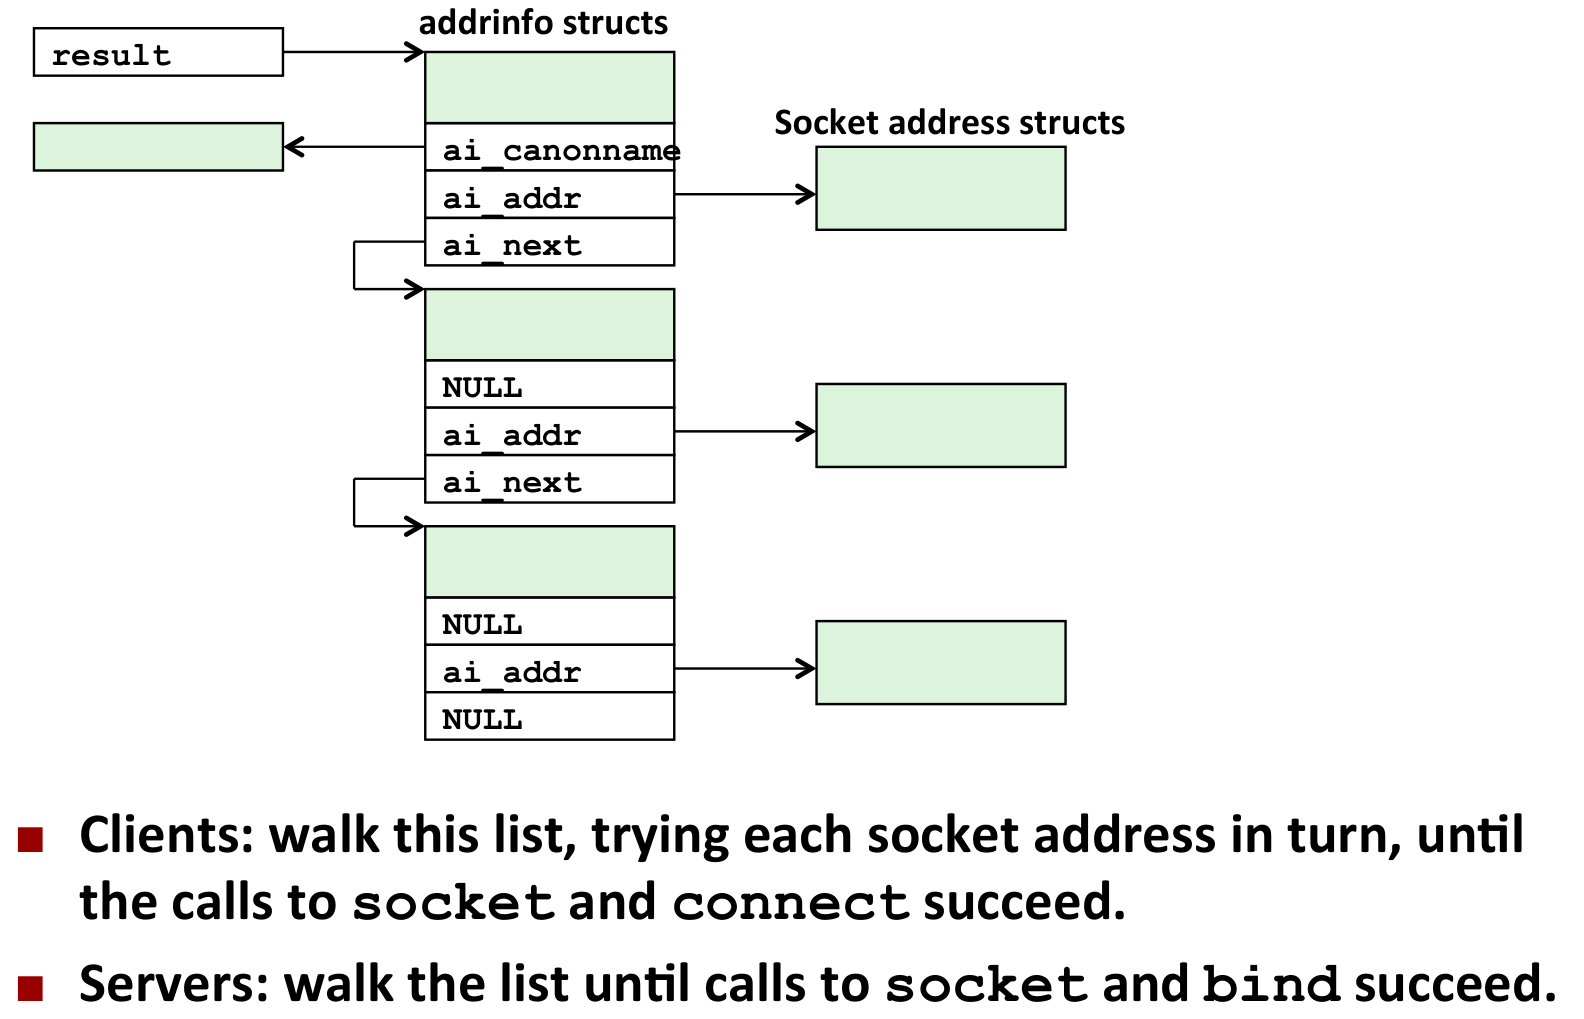 addrinfo structs
result
Socket address structs
ai_canonname
ai_addr
ai_next
NULL
ai_addr
ai_next
NULL
ai_addr
NULL
Clients: walk this list, trying each socket address in turn, until
the calls to socket and connect succeed.
Servers: walk the list until calls to socket and bind succeed.